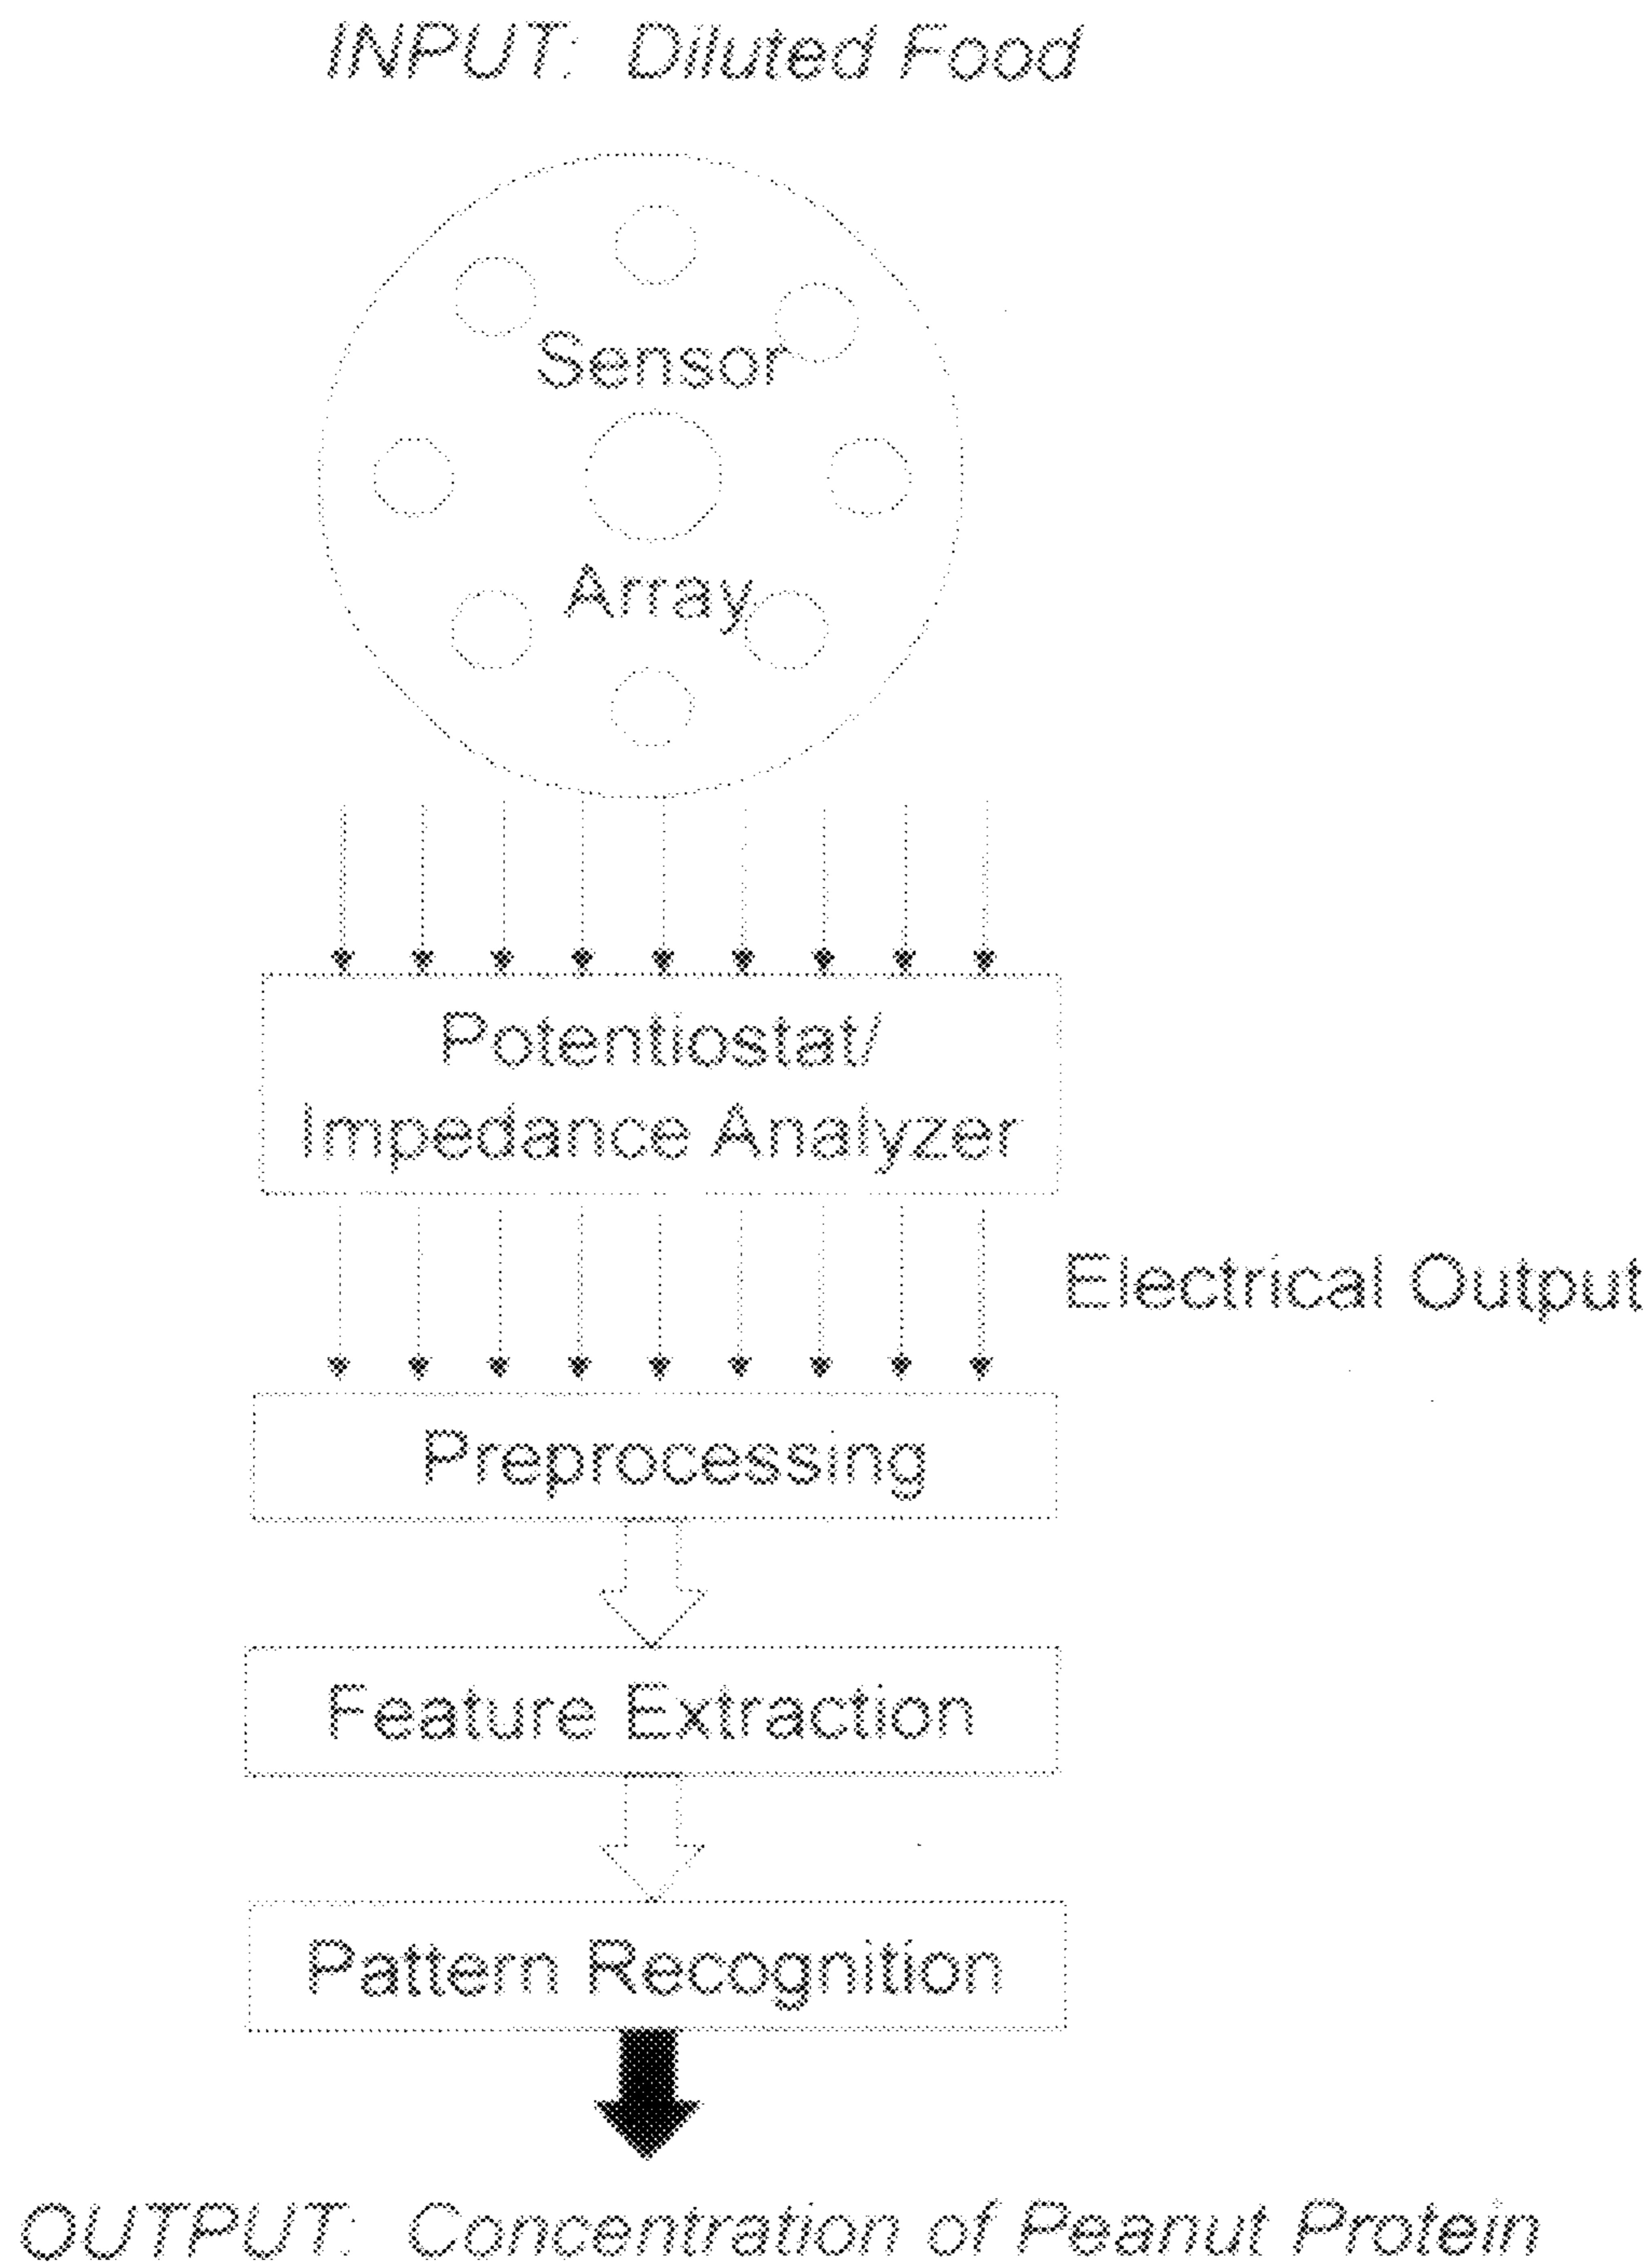 INPUT: Diluted Food
Sensor
Array
Potentiostat/
Impedance Analyzer
Electrical Output
Preprocessing
Feature Extraction
Pattern Recognition
OUTPUT: Concentration of Peanut Protein